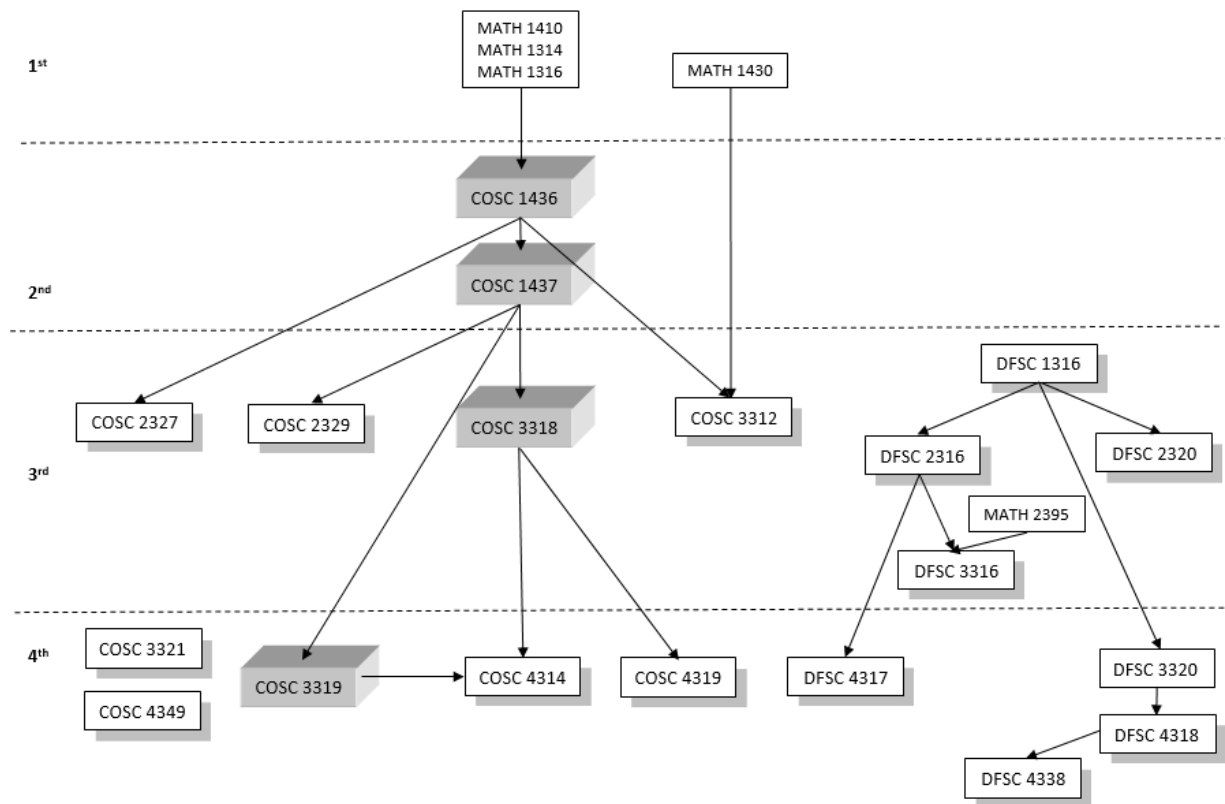 MATH 1410
MATH 1314
MATH 1316
1st
MATH 1430
COSC 1436
COSC 1437
2nd
DFSC 1316
COSC 2327
COSC 2329
COSC 3318
COSC 3312
DFSC 2316
DFSC 2320
3rd
MATH 2395
DFSC 3316
COSC 3321
4th
COSC 3319
COSC 4314
COSC 4319
DFSC 4317
DFSC 3320
COSC 4349
DFSC 4318
DFSC 4338